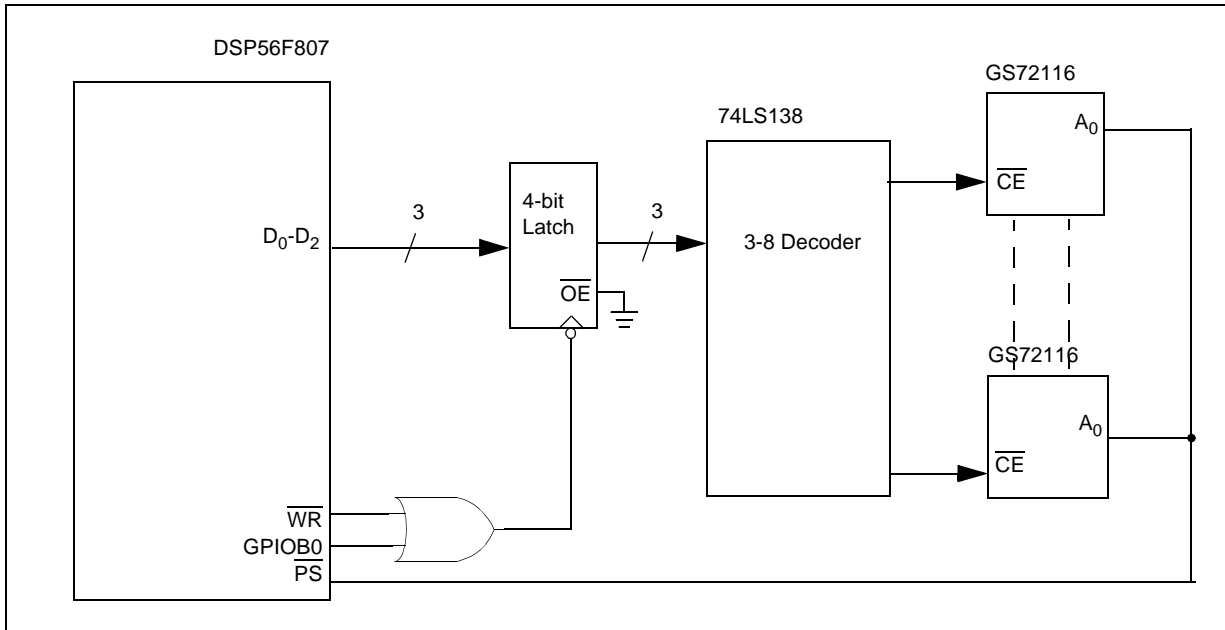 DSP56F807
GS72116
74LS138
A0
CE
3
4-bit
Latch
3
D0-D2
3-8 Decoder
OE
GS72116
A0
CE
WR
GPIOB0
PS